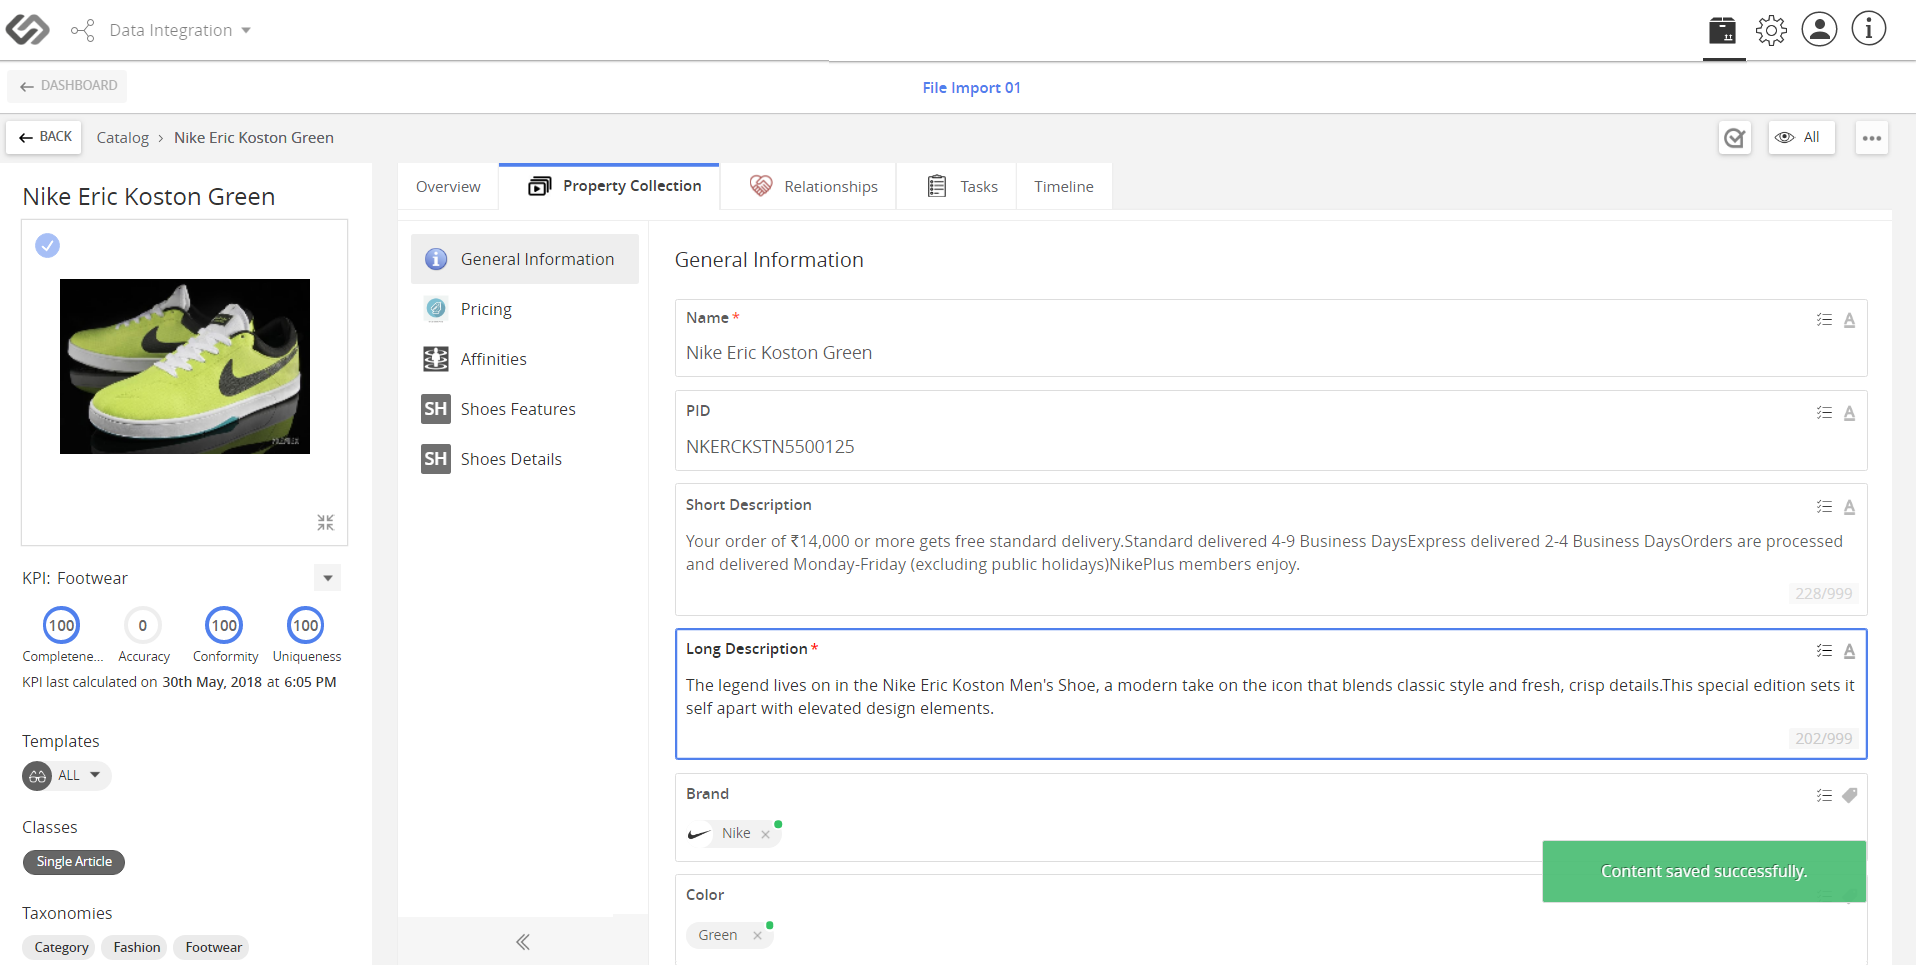 Data Integration
DASHBOARD
File Import 01
BACK
Catalog › Nike Eric Koston Green
All
Nike Eric Koston Green
KPI: Footwear
100
0
100
100
Completene...
Accuracy
Conformity
Uniqueness
KPI last calculated on 30th May, 2018 at 6:05 PM
Templates
ALL
Classes
Single Article
Taxonomies
Category
Fashion
Footwear
Overview
Property Collection
Relationships
Tasks
Timeline
General Information
Pricing
Affinities
SH Shoes Features
SH Shoes Details
General Information
Name *
A
Nike Eric Koston Green
PID
A
NKERCKSTN5500125
Short Description
A
Your order of ₹14,000 or more gets free standard delivery.Standard delivered 4-9 Business DaysExpress delivered 2-4 Business DaysOrders are processed
and delivered Monday-Friday (excluding public holidays)NikePlus members enjoy.
228/999
Long Description *
A
The legend lives on in the Nike Eric Koston Men's Shoe, a modern take on the icon that blends classic style and fresh, crisp details.This special edition sets it
self apart with elevated design elements.
202/999
Brand
Nike ×
Content saved successfully.
Color
Green ×